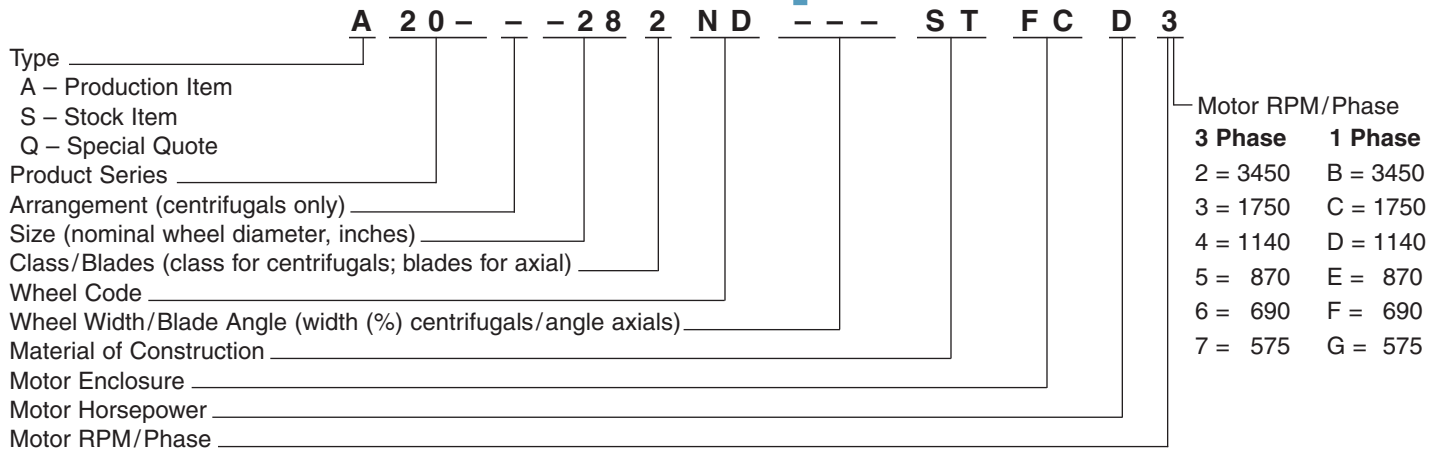 A 20- - -28 2 ND --- ST FC D 3
Type
A – Production Item
S – Stock Item
Q – Special Quote
Product Series
Arrangement (centrifugals only)
Size (nominal wheel diameter, inches)
Class/Blades (class for centrifugals; blades for axial)
Wheel Code
Wheel Width/Blade Angle (width (%) centrifugals/angle axials)
Material of Construction
Motor Enclosure
Motor Horsepower
Motor RPM/Phase
Motor RPM/Phase
3 Phase 1 Phase
2 = 3450 B = 3450
3 = 1750 C = 1750
4 = 1140 D = 1140
5 = 870 E = 870
6 = 690 F = 690
7 = 575 G = 575